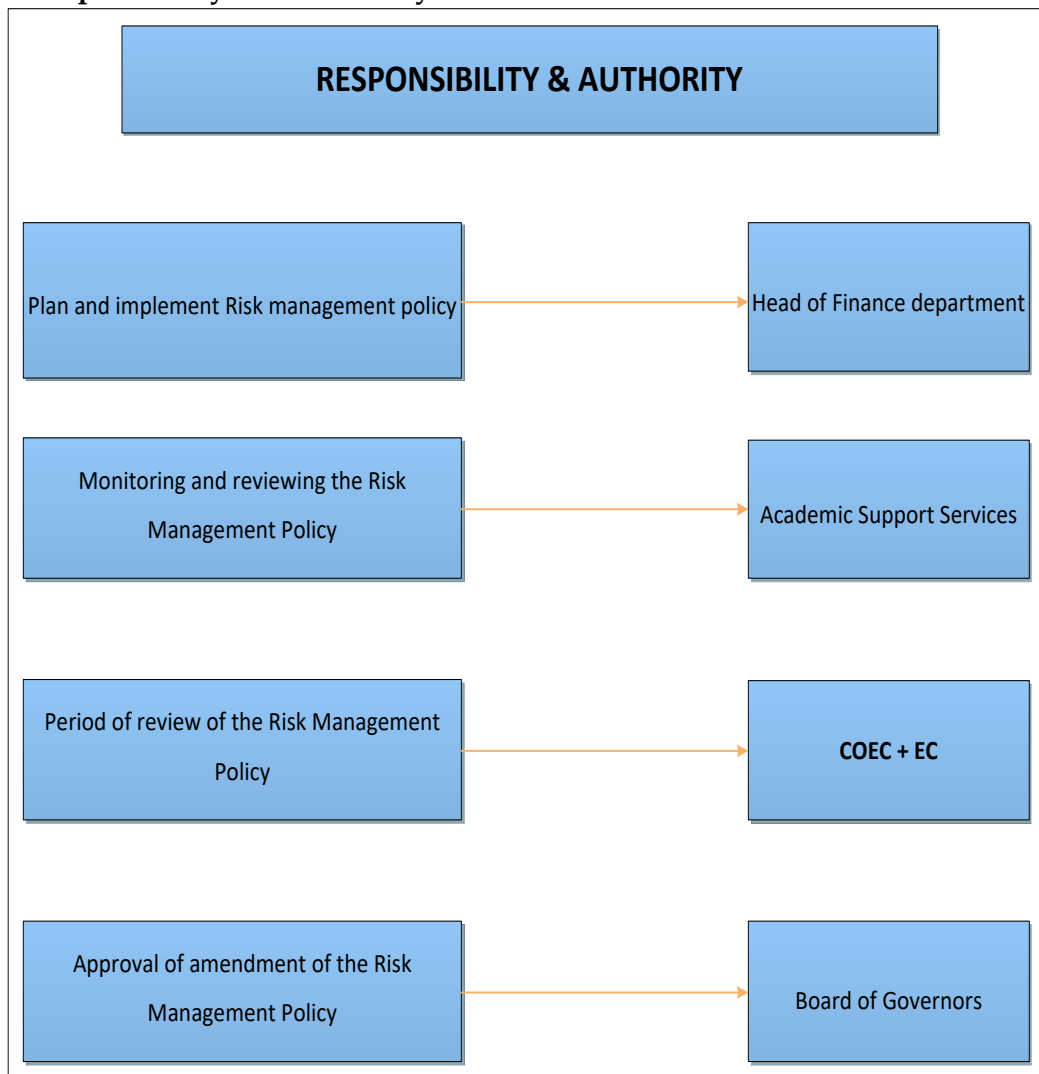 RESPONSIBILITY & AUTHORITY
Plan and implement Risk management policy
Head of Finance department
Monitoring and reviewing the Risk
Management Policy
Academic Support Services
Period of review of the Risk Management
Policy
COEC + EC
Approval of amendment of the Risk
Management Policy
Board of Governors